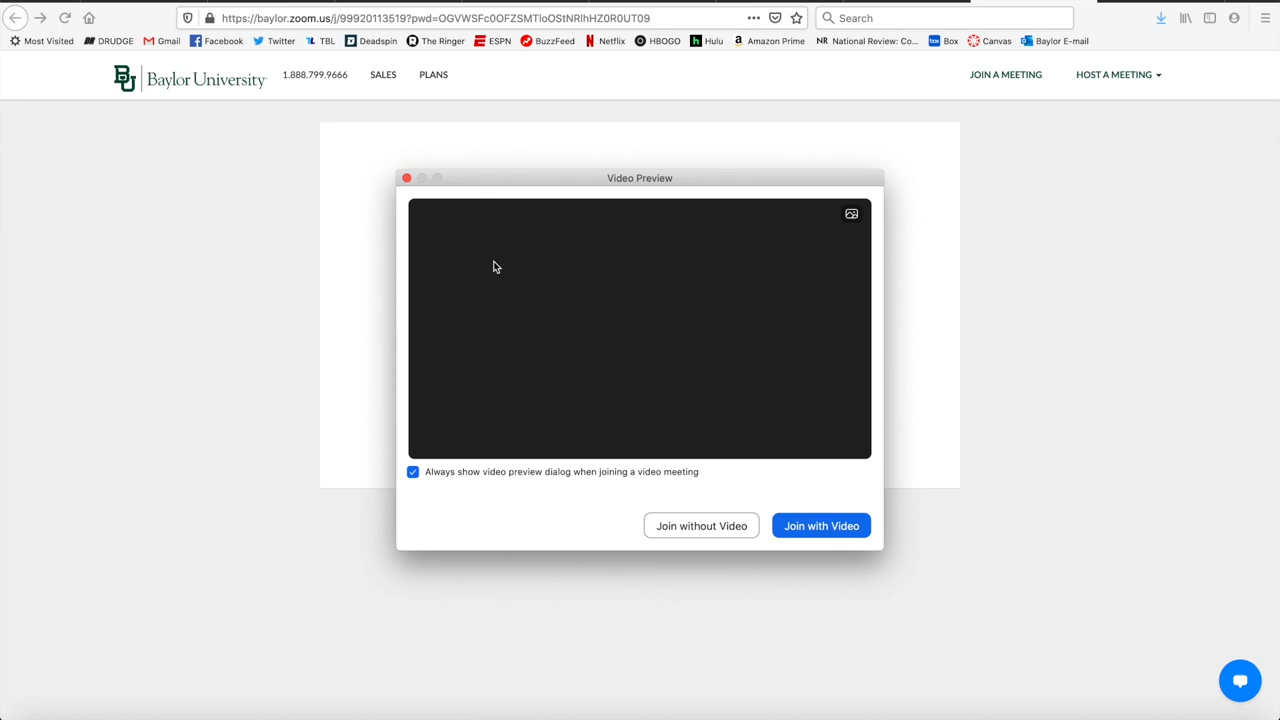 https://baylor.zoom.us/j/99920113519?pwd=OGVWSFc0OFZSMTloOStNRlhHZ0R0UT09 Search
Most Visited DRUDGE Gmail Facebook Twitter TBL Deadspin The Ringer ESPN BuzzFeed Netflix HBOGO Hulu Amazon Prime National Review: Co... Box Canvas Baylor E-mail
BU Baylor University 1.888.799.9666 SALES PLANS JOIN A MEETING HOST A MEETING
Video Preview
Always show video preview dialog when joining a video meeting
Join without Video Join with Video